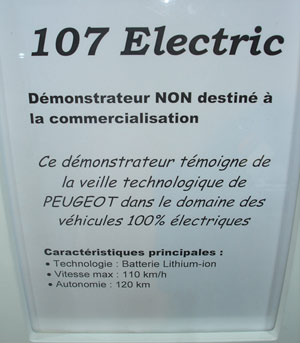 107 Electric
Démonstrateur NON destiné à
la commercialisation
Ce démonstrateur témoigne de
la veille technologique de
PEUGEOT dans le domaine des
véhicules 100% électriques
Caractéristiques principales :
• Technologie : Batterie Lithium-ion
• Vitesse max : 110 km/h
• Autonomie : 120 km